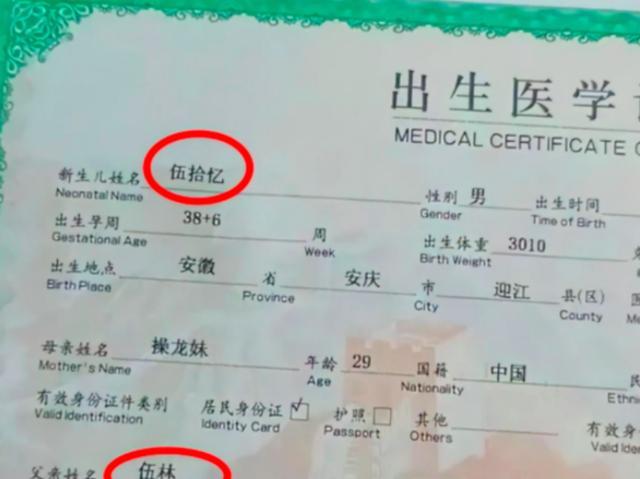 出生医学
MEDICAL CERTIFICATE
新生儿姓名 伍拾忆 性别 男 出生时间
Neonatal Name Gender Time of Birth
出生孕周 38+6 周 出生体重 3010
Gestational Age Week Birth Weight
出生地点 安徽 省 安庆 市 迎江 县(区)
Birth Place Province City County
母亲姓名 操龙妹 年龄 29 国籍 中国
Mother's Name Age Nationality
有效身份证件类别 居民身份证 护照 其他 有效身
Valid Identification Identity Card Passport Others Valid
父亲姓名 伍林